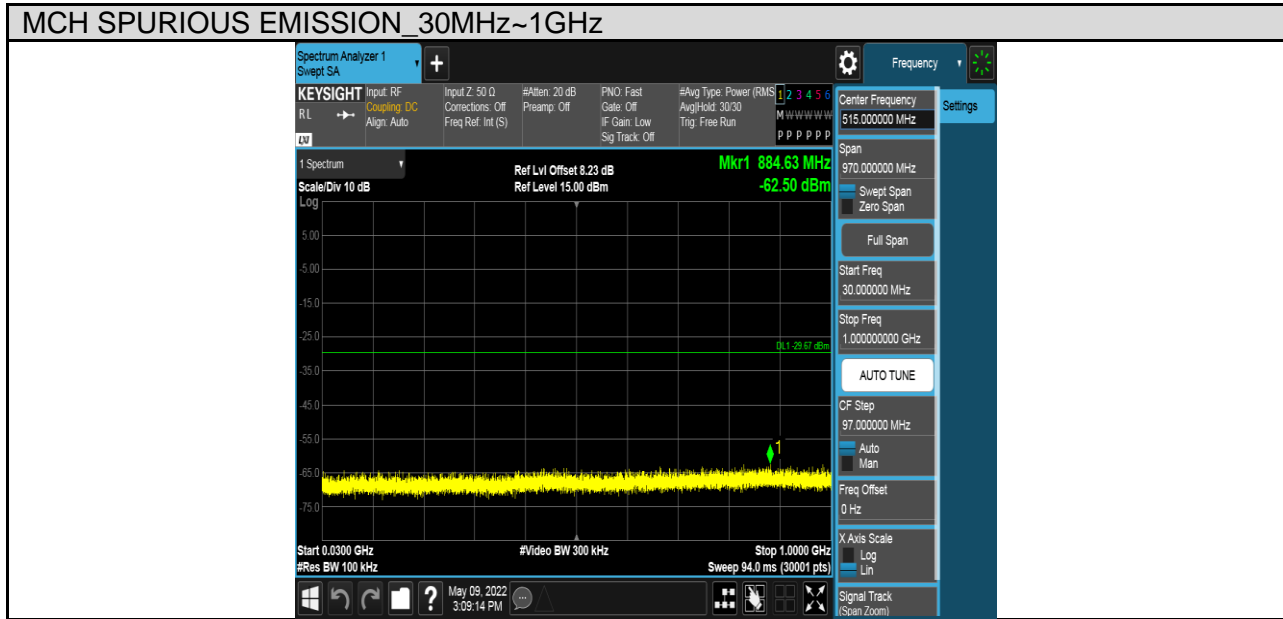 MCH SPURIOUS EMISSION_30MHz~1GHz
Spectrum Analyzer 1
Swept SA
Frequency
KEYSIGHT
RL
LXI
Input: RF
Coupling: DC
Align: Auto
Input Z: 50 Ω
Corrections: Off
Freq Ref: Int (S)
#Atten: 20 dB
Preamp: Off
PNO: Fast
Gate: Off
IF Gain: Low
Sig Track: Off
#Avg Type: Power (RMS
Avg|Hold: 30/30
Trig: Free Run
1 2 3 4 5 6
M W W W W W
P P P P P P
1 Spectrum
Scale/Div 10 dB
Log
Ref Lvl Offset 8.23 dB
Ref Level 15.00 dBm
Mkr1 884.63 MHz
-62.50 dBm
5.00
-5.00
-15.0
-25.0
DL1 -29.67 dBm
-35.0
-45.0
-55.0
1
-65.0
-75.0
Start 0.0300 GHz
#Res BW 100 kHz
#Video BW 300 kHz
Stop 1.0000 GHz
Sweep 94.0 ms (30001 pts)
May 09, 2022
3:09:14 PM
Center Frequency
515.000000 MHz
Settings
Span
970.000000 MHz
Swept Span
Zero Span
Full Span
Start Freq
30.000000 MHz
Stop Freq
1.000000000 GHz
AUTO TUNE
CF Step
97.000000 MHz
Auto
Man
Freq Offset
0 Hz
X Axis Scale
Log
Lin
Signal Track
(Span Zoom)